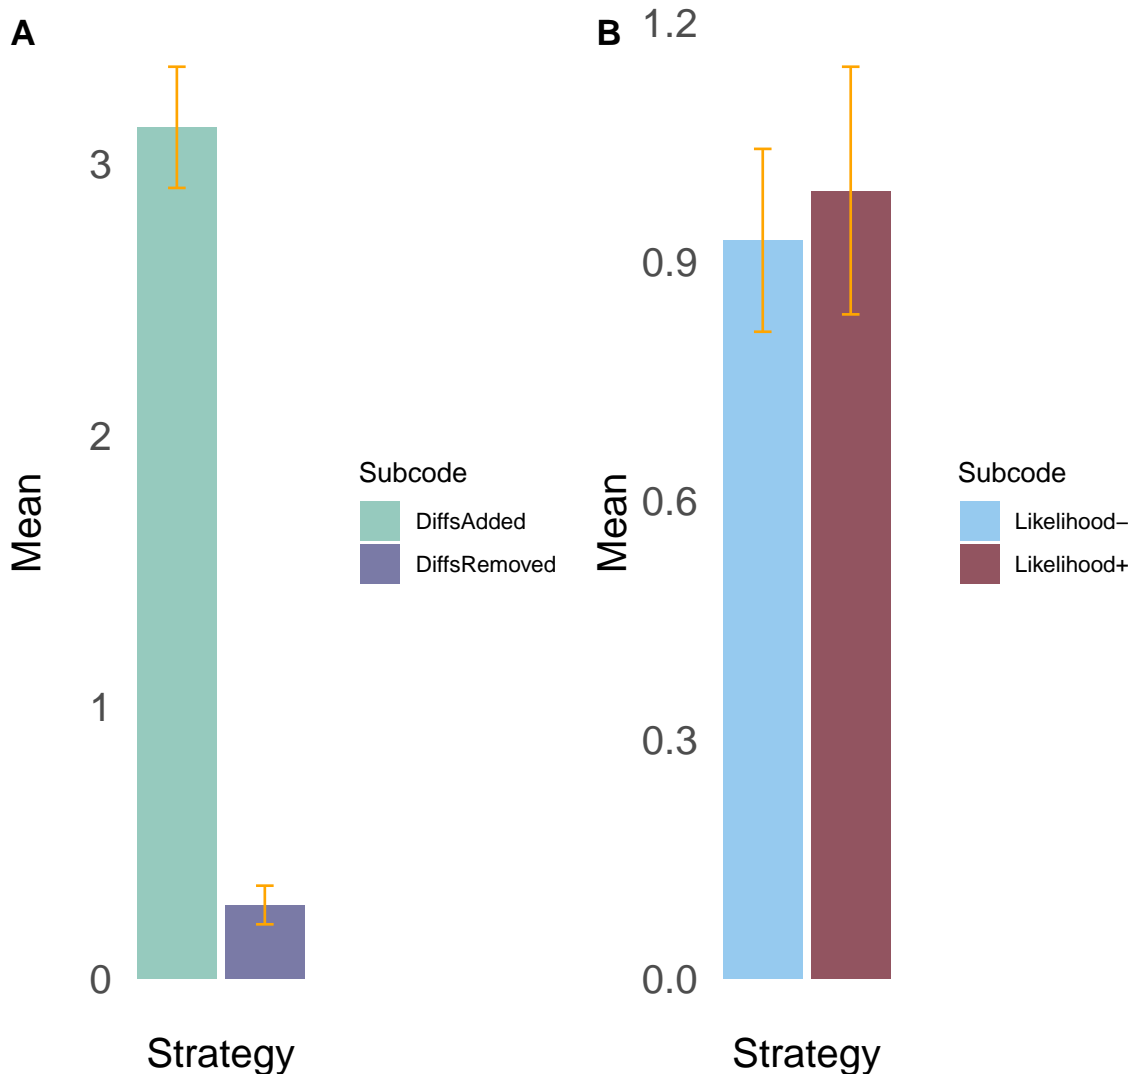 A
3
2
1
0
Mean
Strategy
Subcode
DiffsAdded
DiffsRemoved
B
1.2
0.9
0.6
0.3
0.0
Mean
Strategy
Subcode
Likelihood−
Likelihood+